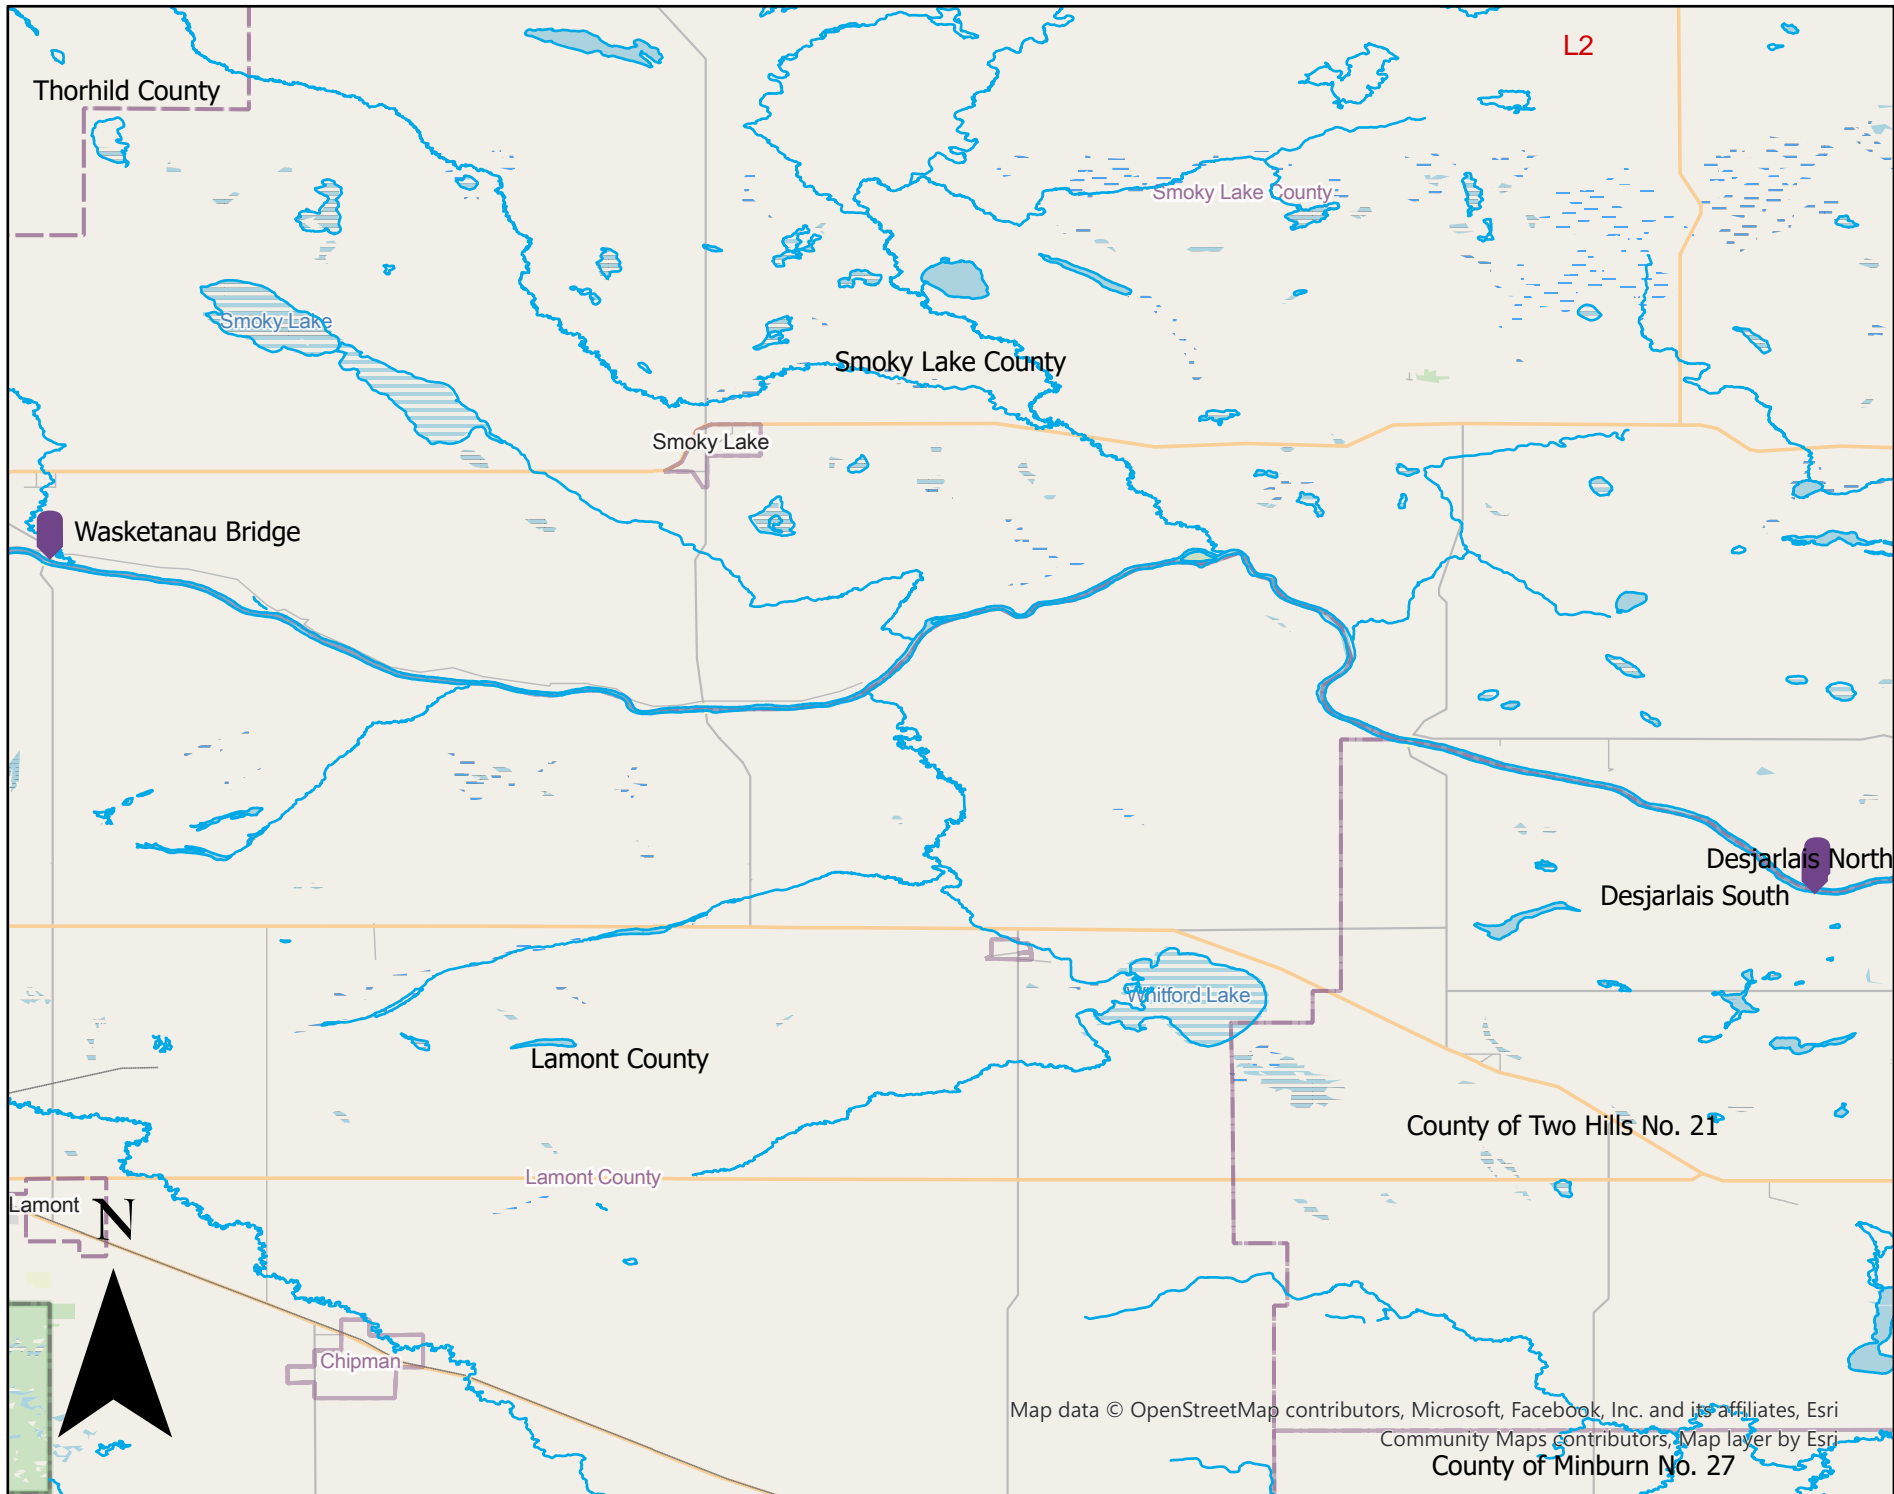 L2
Thorhild County
Smoky Lake County
Smoky Lake
Smoky Lake County
Smoky Lake
Wasketanau Bridge
Desjarlais North
Desjarlais South
Whitford Lake
Lamont County
County of Two Hills No. 21
Lamont County
Lamont
N
Chipman
Map data © OpenStreetMap contributors, Microsoft, Facebook, Inc. and its affiliates, Esri
Community Maps contributors, Map layer by Esri
County of Minburn No. 27